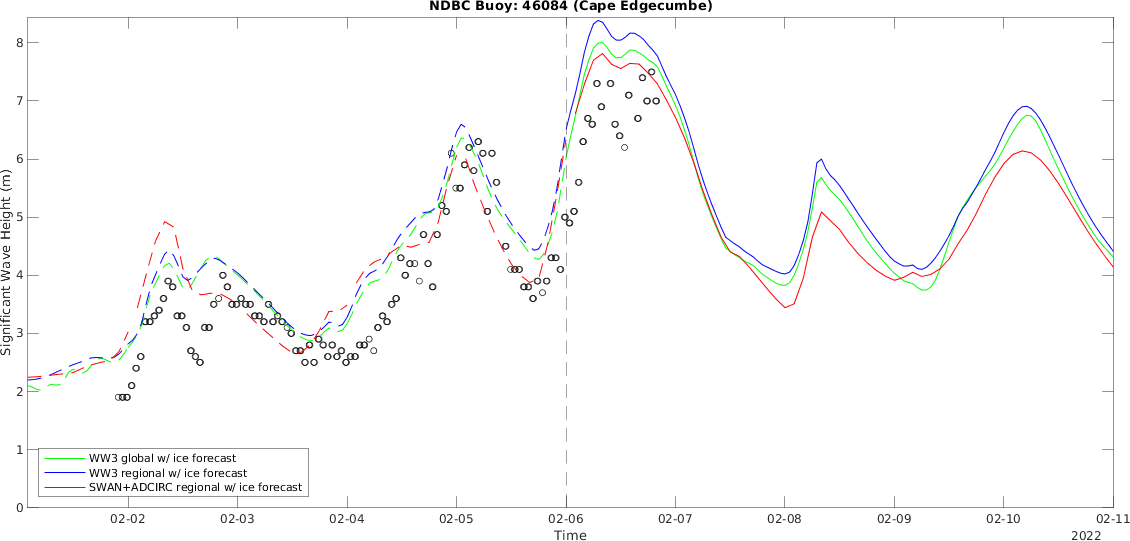 NDBC Buoy: 46084 (Cape Edgecumbe)
8
7
6
5
4
3
2
1
0
Significant Wave Height (m)
WW3 global w/ ice forecast
WW3 regional w/ ice forecast
SWAN+ADCIRC regional w/ ice forecast
02-02 02-03 02-04 02-05 02-06 02-07 02-08 02-09 02-10 02-11
Time
2022